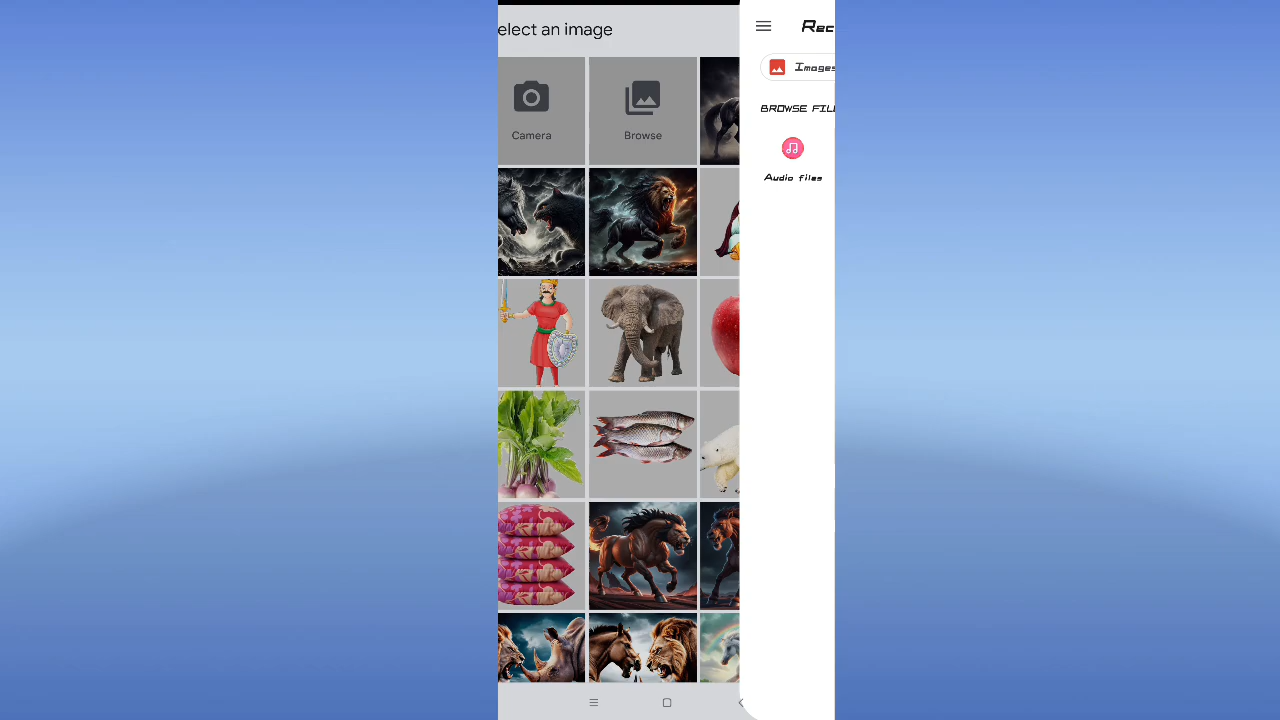 elect an image
Camera
Browse
Rec
Images
BROWSE FIL
Audio files